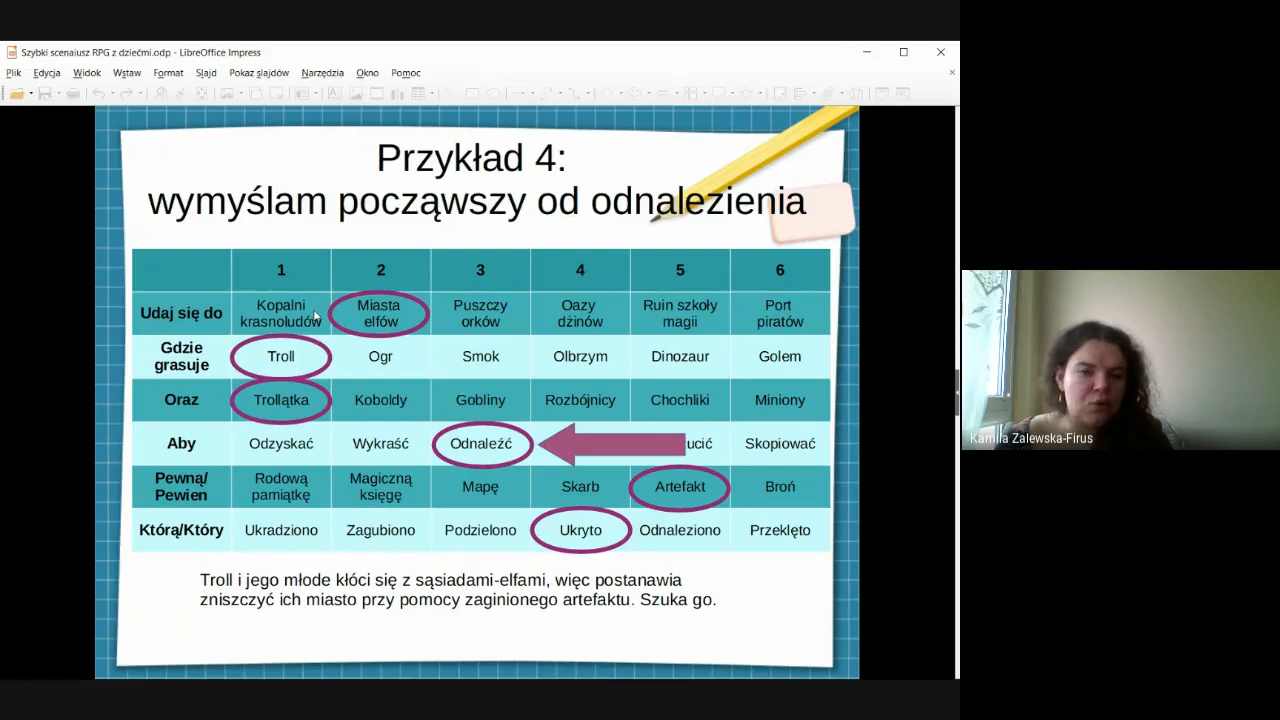 Szybki scenaiusz RPG z dziećmi.odp - LibreOffice Impress
Plik Edycja Widok Wstaw Format Slajd Pokaz slajdów Narzędzia Okno Pomoc
Przykład 4:
wymyślam począwszy od odnalezienia
1 2 3 4 5 6
Udaj się do Kopalni krasnoludów Miasta elfów Puszczy orków Oazy dżinów Ruin szkoły magii Port piratów
Gdzie grasuje Troll Ogr Smok Olbrzym Dinozaur Golem
Oraz Trollątka Koboldy Gobliny Rozbójnicy Chochliki Miniony
Aby Odzyskać Wykraść Odnaleźć ucić Skopiować
Pewną/ Pewien Rodową pamiątkę Magiczną księgę Mapę Skarb Artefakt Broń
Którą/Który Ukradziono Zagubiono Podzielono Ukryto Odnaleziono Przeklęto
Troll i jego młode kłóci się z sąsiadami-elfami, więc postanawia
zniszczyć ich miasto przy pomocy zaginionego artefaktu. Szuka go.
Kamila Zalewska-Firus